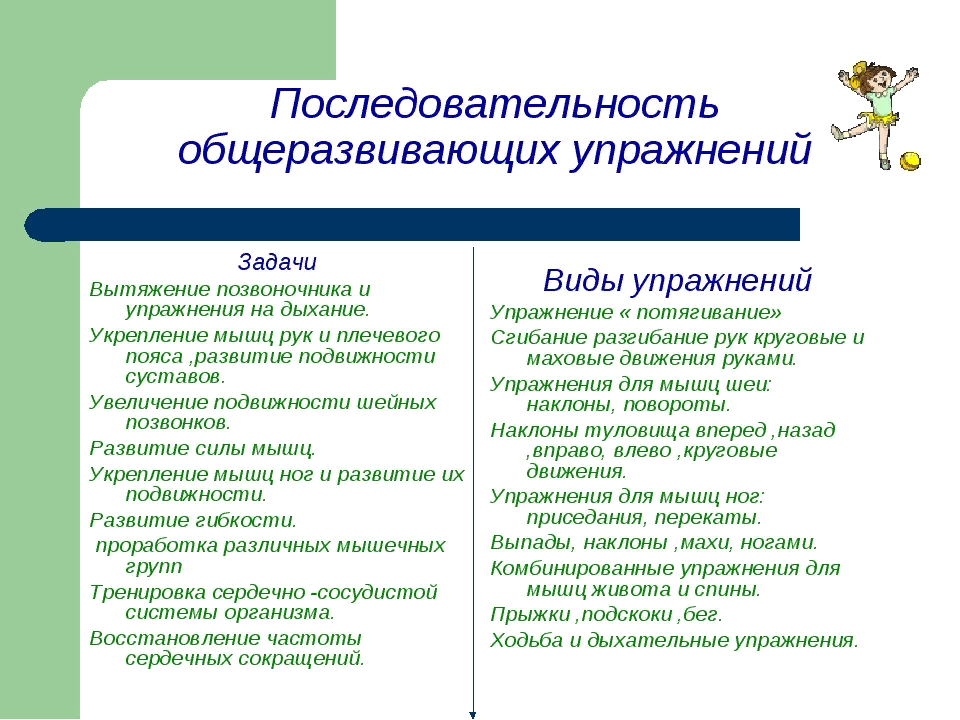 Последовательность
общеразвивающих упражнений
Задачи
Вытяжение позвоночника и
упражнения на дыхание.
Укрепление мышц рук и плечевого
пояса ,развитие подвижности
суставов.
Увеличение подвижности шейных
позвонков.
Развитие силы мышц.
Укрепление мышц ног и развитие их
подвижности.
Развитие гибкости.
проработка различных мышечных
групп
Тренировка сердечно -сосудистой
системы организма.
Восстановление частоты
сердечных сокращений.
Виды упражнений
Упражнение « потягивание»
Сгибание разгибание рук круговые и
маховые движения руками.
Упражнения для мышц шеи:
наклоны, повороты.
Наклоны туловища вперед ,назад
,вправо, влево ,круговые
движения.
Упражнения для мышц ног:
приседания, перекаты.
Выпады, наклоны ,махи, ногами.
Комбинированные упражнения для
мышц живота и спины.
Прыжки ,подскоки ,бег.
Ходьба и дыхательные упражнения.